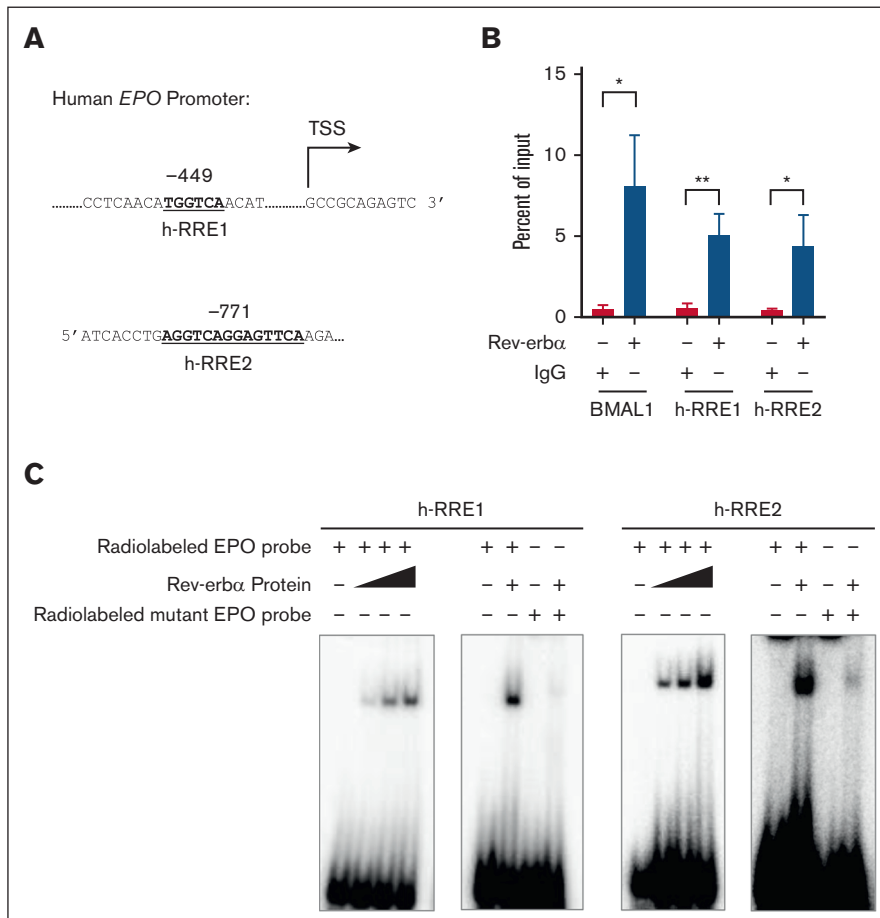 A
Human EPO Promoter:
TSS
−449
.........CCTCAACATGGTCAACAT...........GCCGCAGAGTC 3′
h-RRE1
−771
5′ ATCACCTGAGGTCAGGAGTTCAAGA...
h-RRE2
B
Percent of input
15
10
5
0
* ** *
Rev-erbα − + − + − +
IgG + − + − + −
BMAL1 h-RRE1 h-RRE2
C
h-RRE1 h-RRE2
Radiolabeled EPO probe + + + + + + − − + + + + + + − −
Rev-erbα Protein − − + − + − − + − +
Radiolabeled mutant EPO probe − − − − − − + + − − − − − − + +